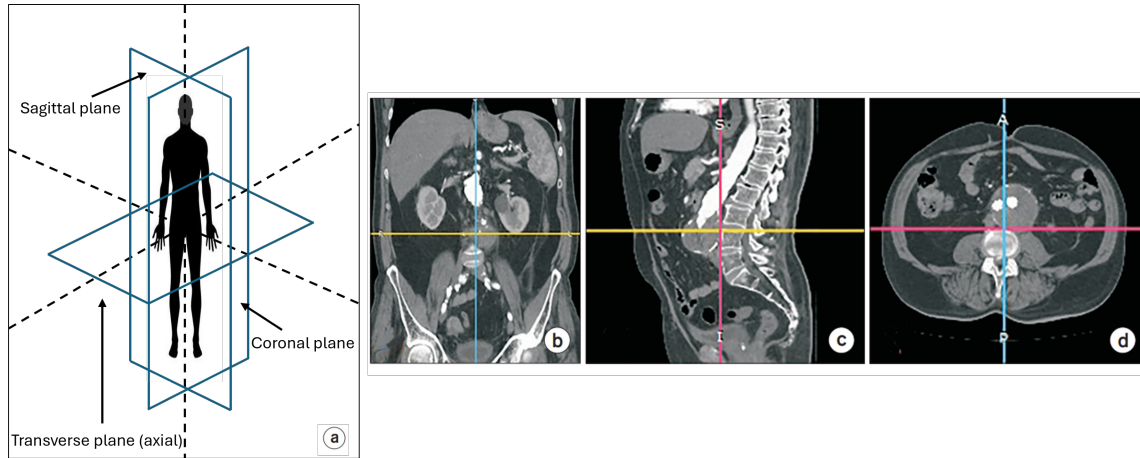 Sagittal plane
Coronal plane
Transverse plane (axial)
a
b
S
I
c
A
P
d